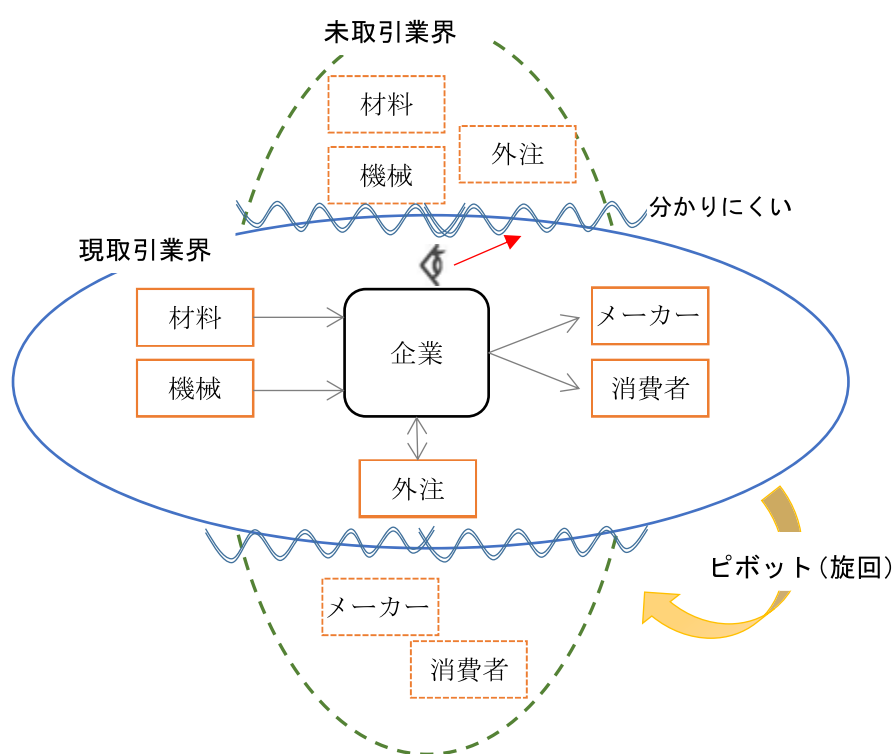 未取引業界
材料
外注
機械
分かりにくい
現取引業界
材料
メーカー
企業
機械
消費者
外注
ピボット(旋回)
メーカー
消費者